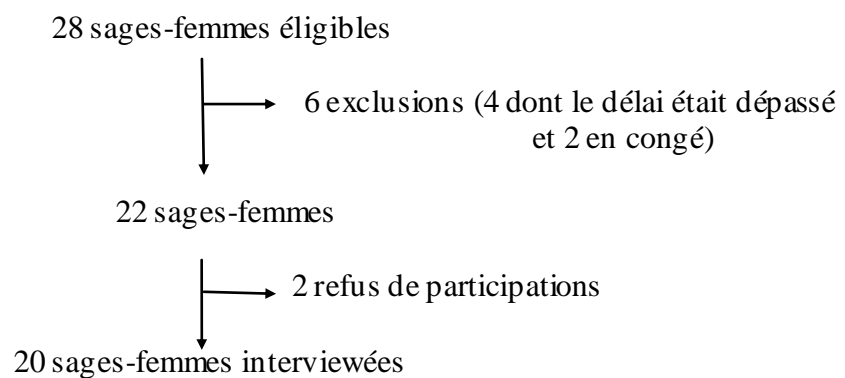 28 sages-femmes éligibles
6 exclusions (4 dont le délai était dépassé
et 2 en congé)
22 sages-femmes
2 refus de participations
20 sages-femmes interviewées